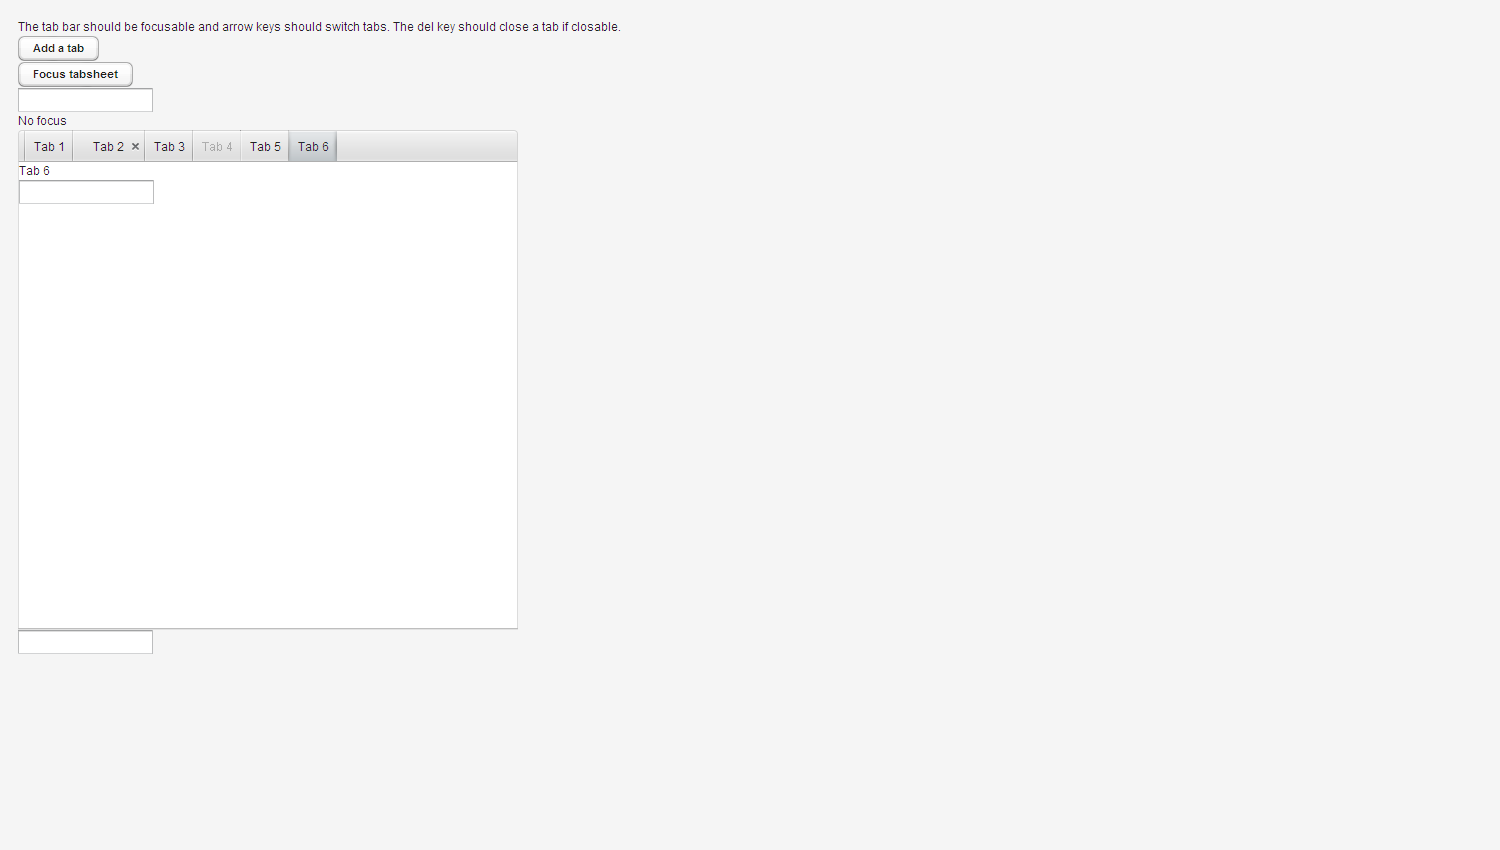 The tab bar should be focusable and arrow keys should switch tabs. The del key should close a tab if closable.
Add a tab
Focus tabsheet
No focus
Tab 1 Tab 2 × Tab 3 Tab 4 Tab 5 Tab 6
Tab 6